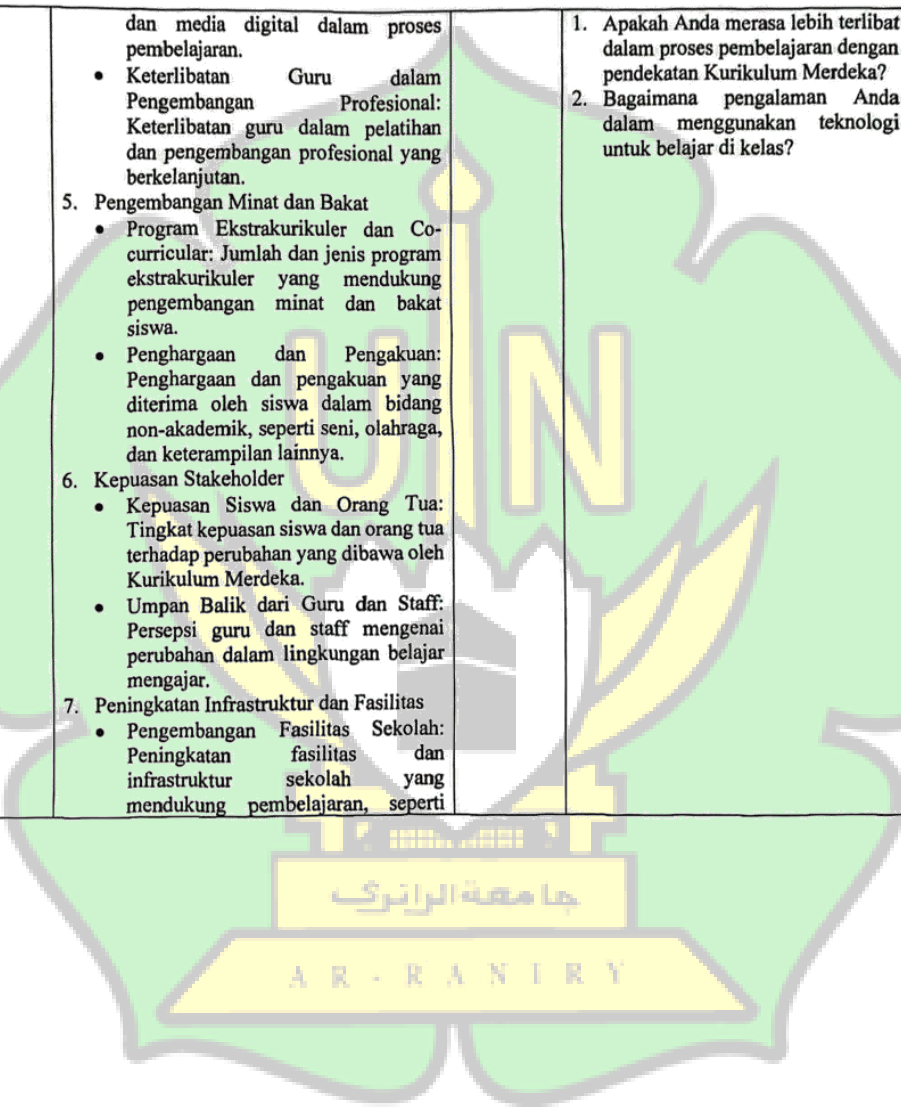 dan media digital dalam proses
pembelajaran.
• Keterlibatan Guru dalam
Pengembangan Profesional:
Keterlibatan guru dalam pelatihan
dan pengembangan profesional yang
berkelanjutan.
5. Pengembangan Minat dan Bakat
• Program Ekstrakurikuler dan Co-
curricular: Jumlah dan jenis program
ekstrakurikuler yang mendukung
pengembangan minat dan bakat
siswa.
• Penghargaan dan Pengakuan:
Penghargaan dan pengakuan yang
diterima oleh siswa dalam bidang
non-akademik, seperti seni, olahraga,
dan keterampilan lainnya.
6. Kepuasan Stakeholder
• Kepuasan Siswa dan Orang Tua:
Tingkat kepuasan siswa dan orang tua
terhadap perubahan yang dibawa oleh
Kurikulum Merdeka.
• Umpan Balik dari Guru dan Staff:
Persepsi guru dan staff mengenai
perubahan dalam lingkungan belajar
mengajar.
7. Peningkatan Infrastruktur dan Fasilitas
• Pengembangan Fasilitas Sekolah:
Peningkatan fasilitas dan
infrastruktur sekolah yang
mendukung pembelajaran, seperti
1. Apakah Anda merasa lebih terlibat
dalam proses pembelajaran dengan
pendekatan Kurikulum Merdeka?
2. Bagaimana pengalaman Anda
dalam menggunakan teknologi
untuk belajar di kelas?
UIN
جامعة الرانري
AR-RANIRY